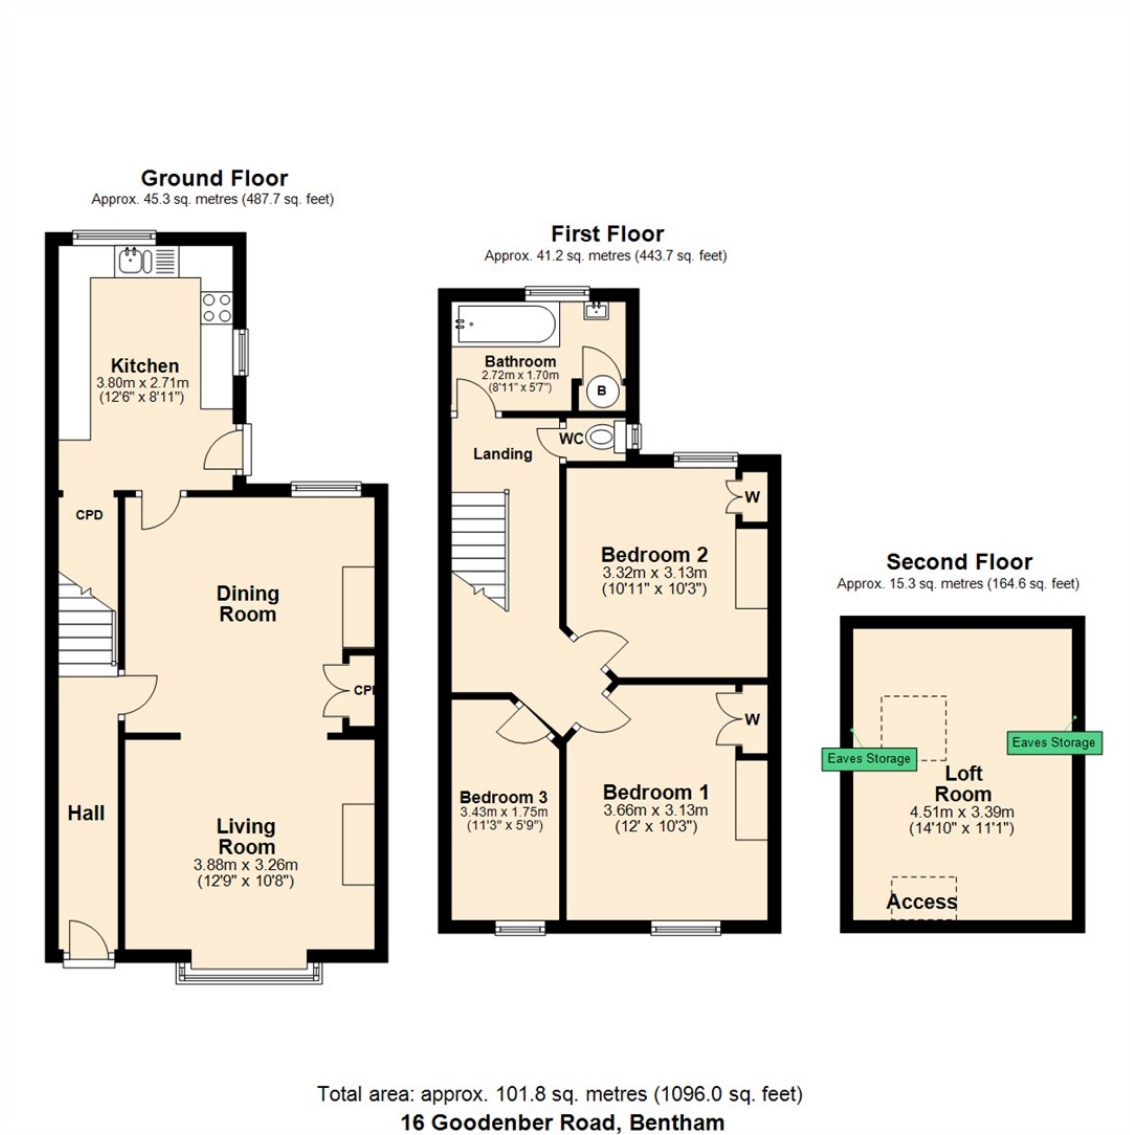 Ground Floor
Approx. 45.3 sq. metres (487.7 sq. feet)
Kitchen
3.80m x 2.71m
(12'6" x 8'11")
CPD
Dining
Room
CPD
Hall
Living
Room
3.88m x 3.26m
(12'9" x 10'8")
First Floor
Approx. 41.2 sq. metres (443.7 sq. feet)
Bathroom
2.72m x 1.70m
(8'11" x 5'7")
B
WC
Landing
W
Bedroom 2
3.32m x 3.13m
(10'11" x 10'3")
W
Bedroom 3
3.43m x 1.75m
(11'3" x 5'9")
Bedroom 1
3.66m x 3.13m
(12' x 10'3")
Second Floor
Approx. 15.3 sq. metres (164.6 sq. feet)
Eaves Storage
Eaves Storage
Loft
Room
4.51m x 3.39m
(14'10" x 11'1")
Access
Total area: approx. 101.8 sq. metres (1096.0 sq. feet)
16 Goodenber Road, Bentham